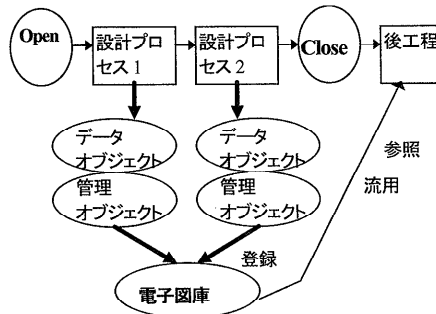 Open
設計プロ
セス1
設計プロ
セス2
Close
後工程
データ
オブジェクト
管理
オブジェクト
データ
オブジェクト
管理
オブジェクト
参照
流用
登録
電子図庫